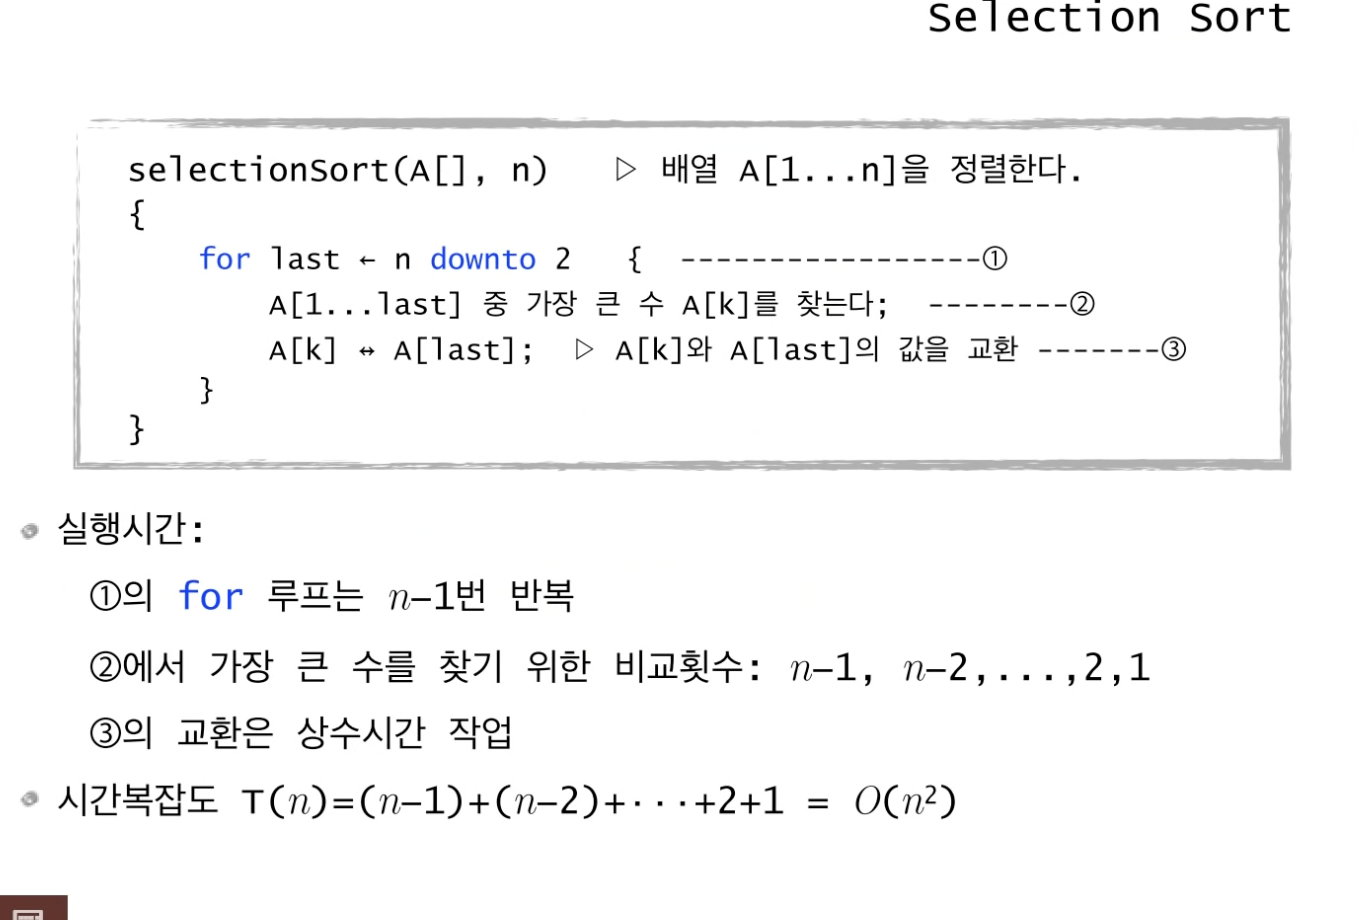 Selection Sort
selectionSort(A[], n)    ▷ 배열 A[1...n]을 정렬한다.
{
for last ← n downto 2   { -----------------①
A[1...last] 중 가장 큰 수 A[k]를 찾는다;  --------②
A[k] ↔ A[last];  ▷ A[k]와 A[last]의 값을 교환 -------③
}
}
실행시간:
①의 for 루프는 n–1번 반복
②에서 가장 큰 수를 찾기 위한 비교횟수: n–1, n–2,...,2,1
③의 교환은 상수시간 작업
시간복잡도 T(n)=(n–1)+(n–2)+···+2+1 = O(n²)